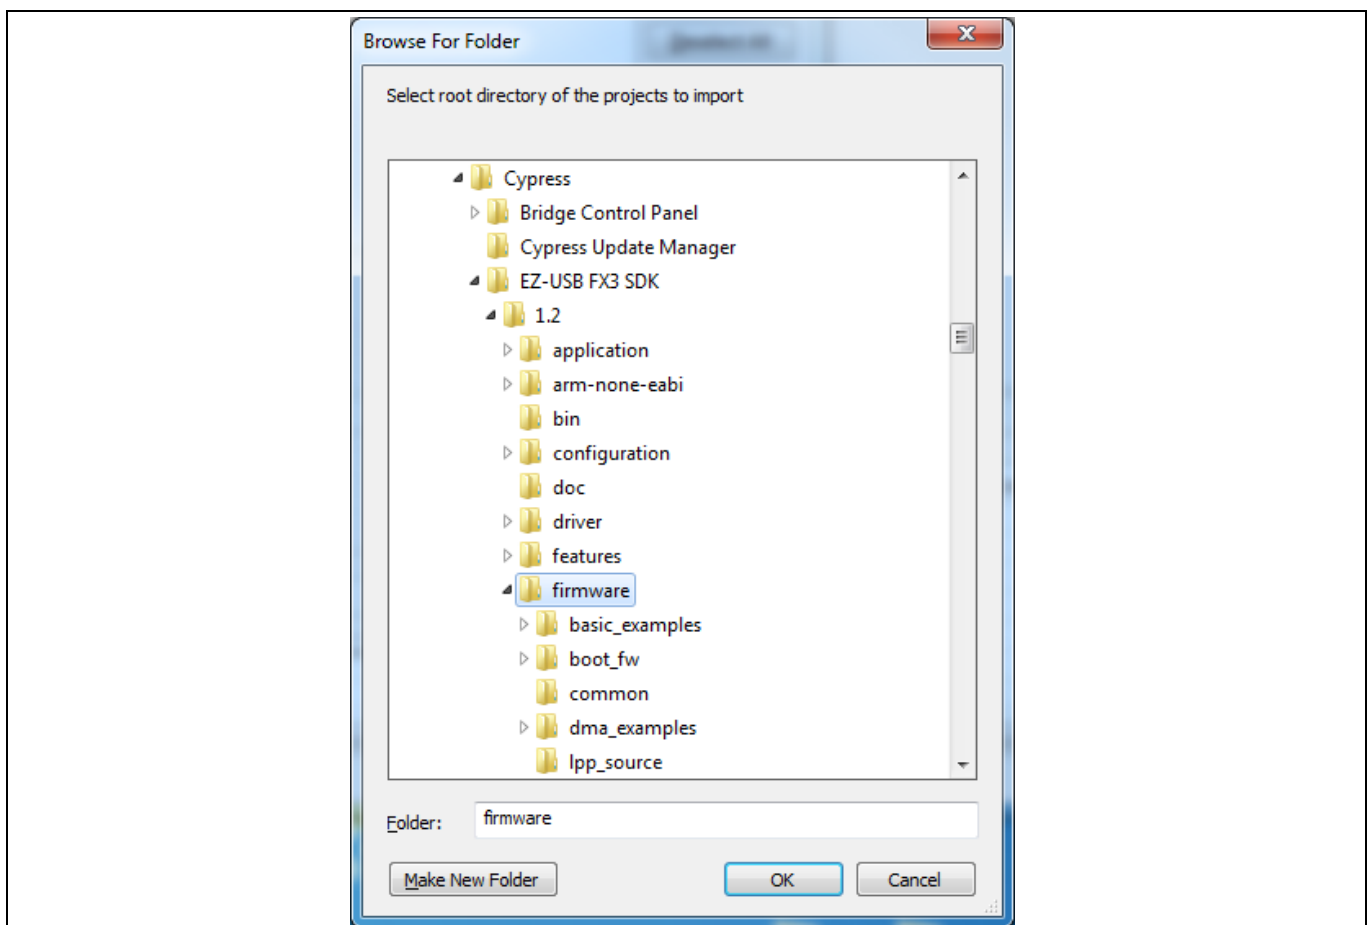 Browse For Folder
Select root directory of the projects to import
Cypress
Bridge Control Panel
Cypress Update Manager
EZ-USB FX3 SDK
1.2
application
arm-none-eabi
bin
configuration
doc
driver
features
firmware
basic_examples
boot_fw
common
dma_examples
lpp_source
Folder: firmware
Make New Folder OK Cancel